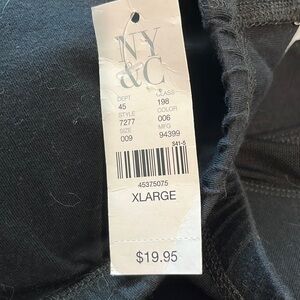 NY
&C
DEPT CLASS
45 198
STYLE COLOR
7277 006
SIZE MFG
009 94399
S41-5
45375075
XLARGE
$19.95